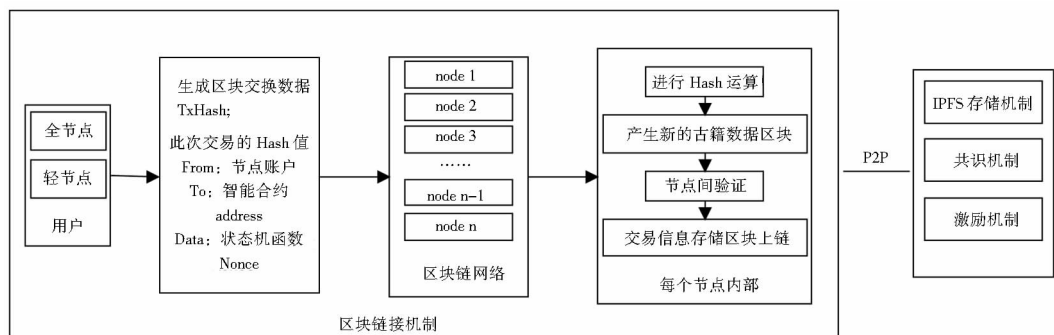 全节点
轻节点
用户
生成区块交换数据
TxHash;
此次交易的 Hash 值
From：节点账户
To：智能合约
address
Data：状态机函数
Nonce
node 1
node 2
node 3
……
node n-1
node n
区块链网络
进行 Hash 运算
产生新的古籍数据区块
节点间验证
交易信息存储区块上链
每个节点内部
区块链接机制
P2P
IPFS 存储机制
共识机制
激励机制